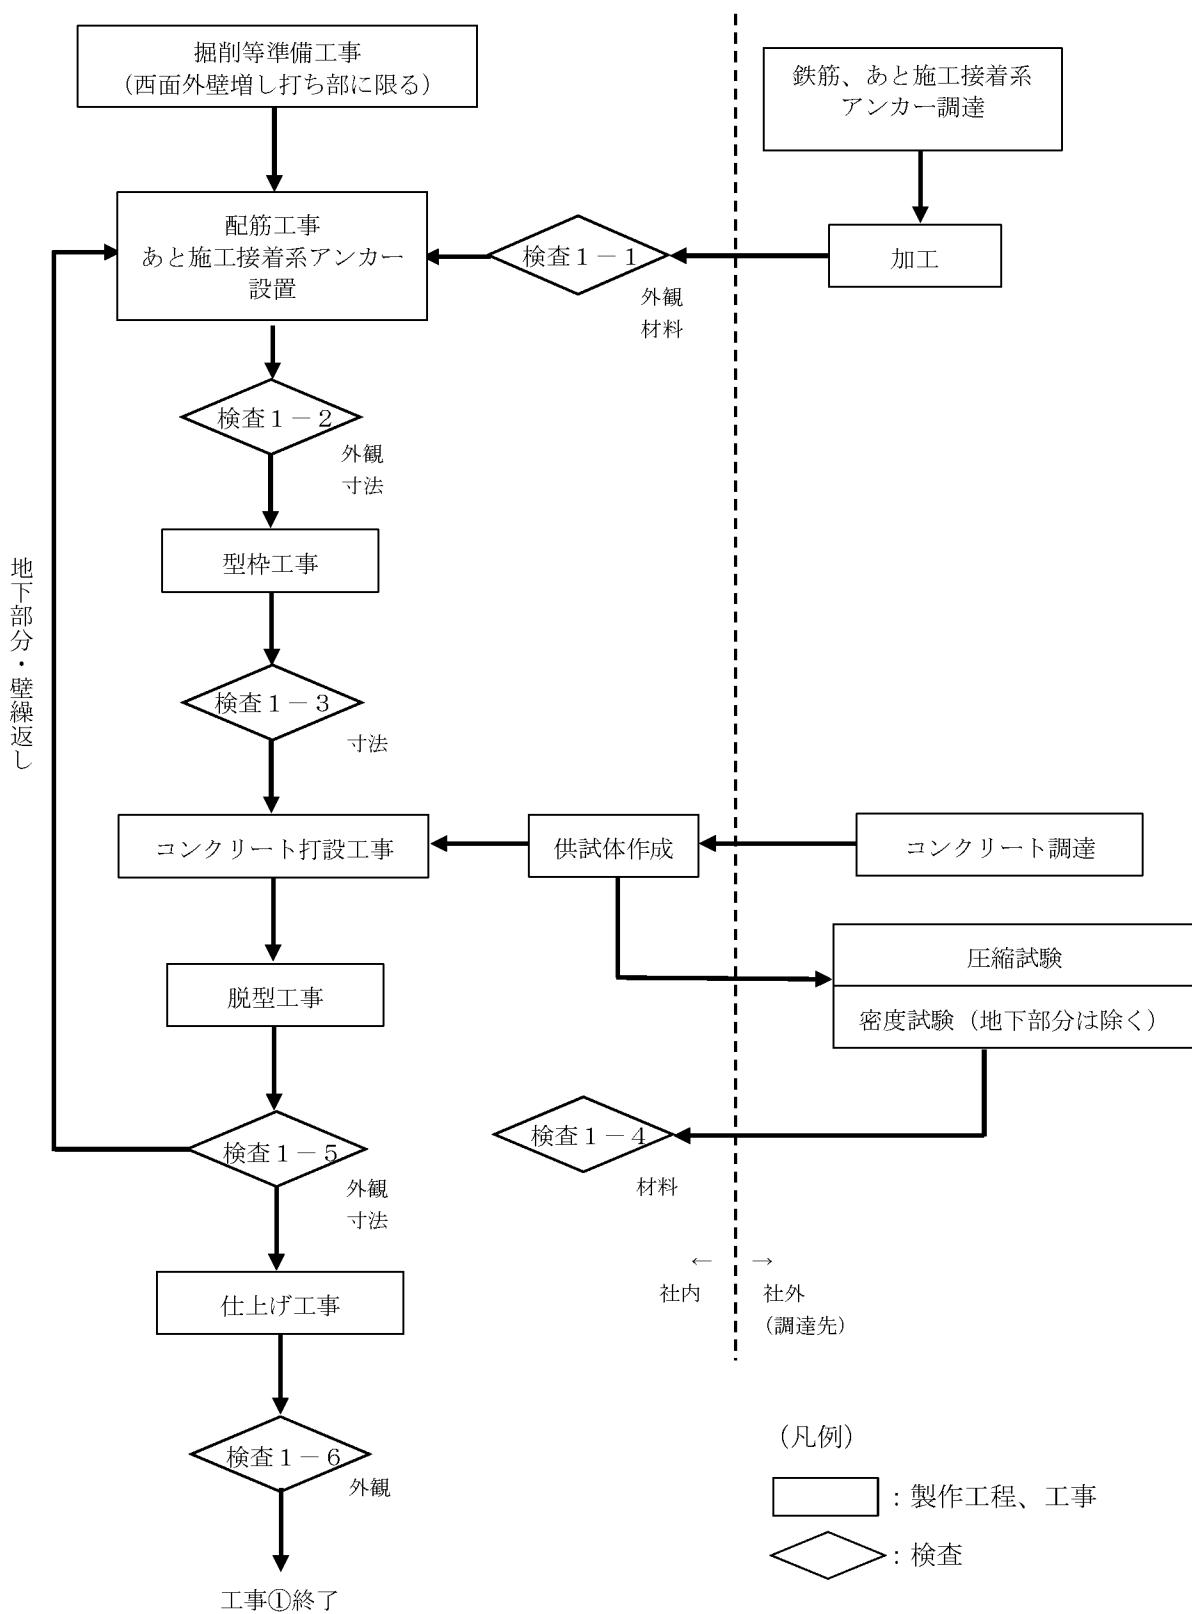 掘削等準備工事
（西面外壁増し打ち部に限る）
鉄筋、あと施工接着系
アンカー調達
配筋工事
あと施工接着系アンカー
設置
検査１－１
加工
外観
材料
検査１－２
外観
寸法
型枠工事
地下部分・壁繰返し
検査１－３
寸法
コンクリート打設工事
供試体作成
コンクリート調達
圧縮試験
脱型工事
密度試験（地下部分は除く）
検査１－４
材料
検査１－５
外観
寸法
← →
社内 社外
（調達先）
仕上げ工事
検査１－６
外観
（凡例）
：製作工程、工事
：検査
工事①終了